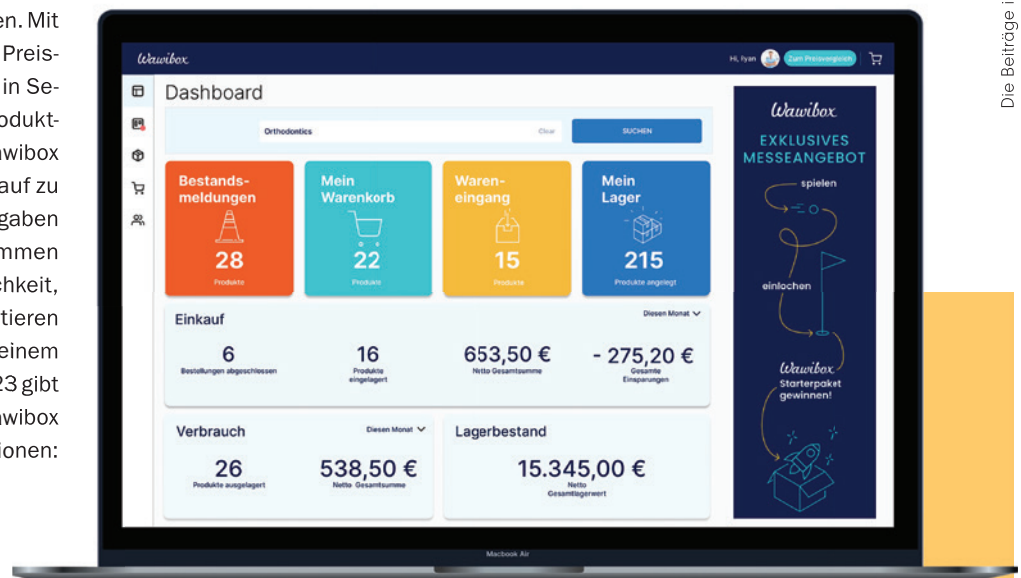 en. Mit
Preis-
in Se-
odukt-
wibox
auf zu
gaben
mmen
chkeit,
tieren
einem
23 gibt
awibox
ionen:
Wawibox
Hi, Ilyan
Zum Preisvergleich
Dashboard
Orthodontics
Clear
SUCHEN
Bestands-
meldungen
28
Produkte
Mein
Warenkorb
22
Produkte
Waren-
eingang
15
Produkte
Mein
Lager
215
Produkte angelegt
Einkauf
Diesen Monat
6
Bestellungen abgeschlossen
16
Produkte
eingelagert
653,50 €
Netto Gesamtsumme
- 275,20 €
Gesamte
Einsparungen
Verbrauch
Diesen Monat
26
Produkte ausgelagert
538,50 €
Netto Gesamtsumme
Lagerbestand
15.345,00 €
Netto
Gesamtlagerwert
Wawibox
EXKLUSIVES
MESSEANGEBOT
spielen
einlochen
Wawibox
Starterpaket
gewinnen!
Macbook Air
Die Beiträge i